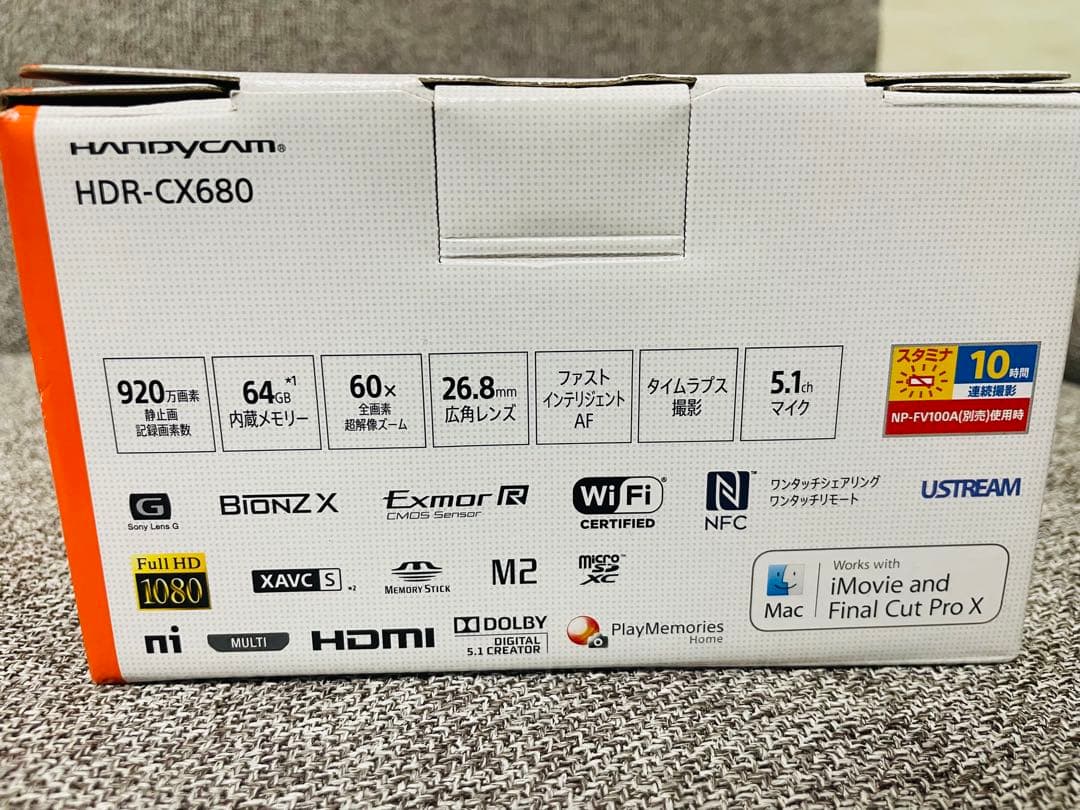 HANDYCAM®
HDR-CX680
920万画素
静止画
記録画素数
64GB *1
内蔵メモリー
60×
全画素
超解像ズーム
26.8mm
広角レンズ
ファスト
インテリジェント
AF
タイムラプス
撮影
5.1ch
マイク
スタミナ
10時間
連続撮影
NP-FV100A(別売)使用時
G
Sony Lens G
BIONZ X
Exmor R
CMOS Sensor
Wi Fi®
CERTIFIED
N™
NFC
ワンタッチシェアリング
ワンタッチリモート
USTREAM
Full HD
1080
XAVC S *2
MEMORY STICK
M2
micro SD™
XC
Mac
Works with
iMovie and
Final Cut Pro X
ni
MULTI
HDMI
DOLBY
DIGITAL
5.1 CREATOR
PlayMemories
Home